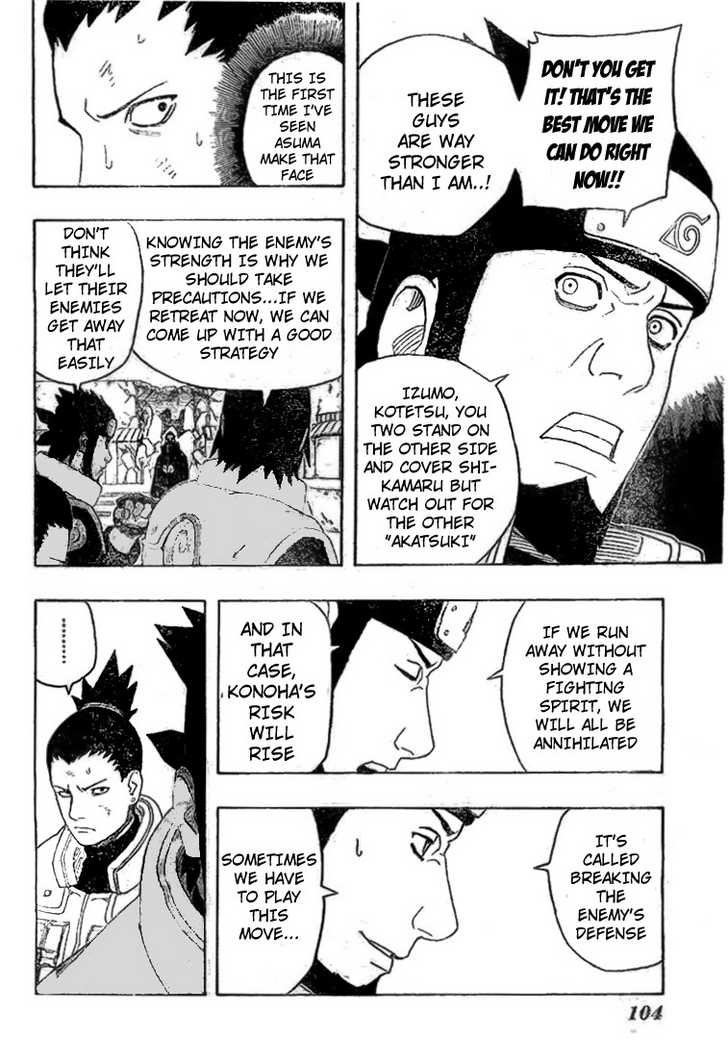 DON'T YOU GET
IT! THAT'S THE
BEST MOVE WE
CAN DO RIGHT
NOW!!
THESE
GUYS
ARE WAY
STRONGER
THAN I AM..!
IZUMO,
KOTETSU, YOU
TWO STAND ON
THE OTHER SIDE
AND COVER SHI-
KAMARU BUT
WATCH OUT FOR
THE OTHER
"AKATSUKI"
THIS IS
THE FIRST
TIME I'VE
SEEN
ASUMA
MAKE THAT
FACE
KNOWING THE ENEMY'S
STRENGTH IS WHY WE
SHOULD TAKE
PRECAUTIONS...IF WE
RETREAT NOW, WE CAN
COME UP WITH A GOOD
STRATEGY
DON'T
THINK
THEY'LL
LET THEIR
ENEMIES
GET AWAY
THAT
EASILY
IF WE RUN
AWAY WITHOUT
SHOWING A
FIGHTING
SPIRIT, WE
WILL ALL BE
ANNIHILATED
AND IN
THAT
CASE,
KONOHA'S
RISK
WILL
RISE
IT'S
CALLED
BREAKING
THE
ENEMY'S
DEFENSE
SOMETIMES
WE HAVE
TO PLAY
THIS
MOVE...
.........
104